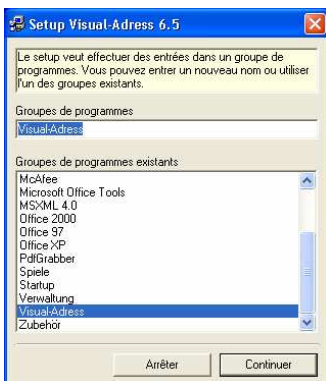 Setup Visual-Adress 6.5
Le setup veut effectuer des entrées dans un groupe de
programmes. Vous pouvez entrer un nouveau nom ou utiliser
l'un des groupes existants.
Groupes de programmes
Visual-Adress
Groupes de programmes existants
McAfee
Microsoft Office Tools
MSXML 4.0
Office 2000
Office 97
Office XP
PdfGrabber
Spiele
Startup
Verwaltung
Visual-Adress
Zubehör
Arrêter
Continuer